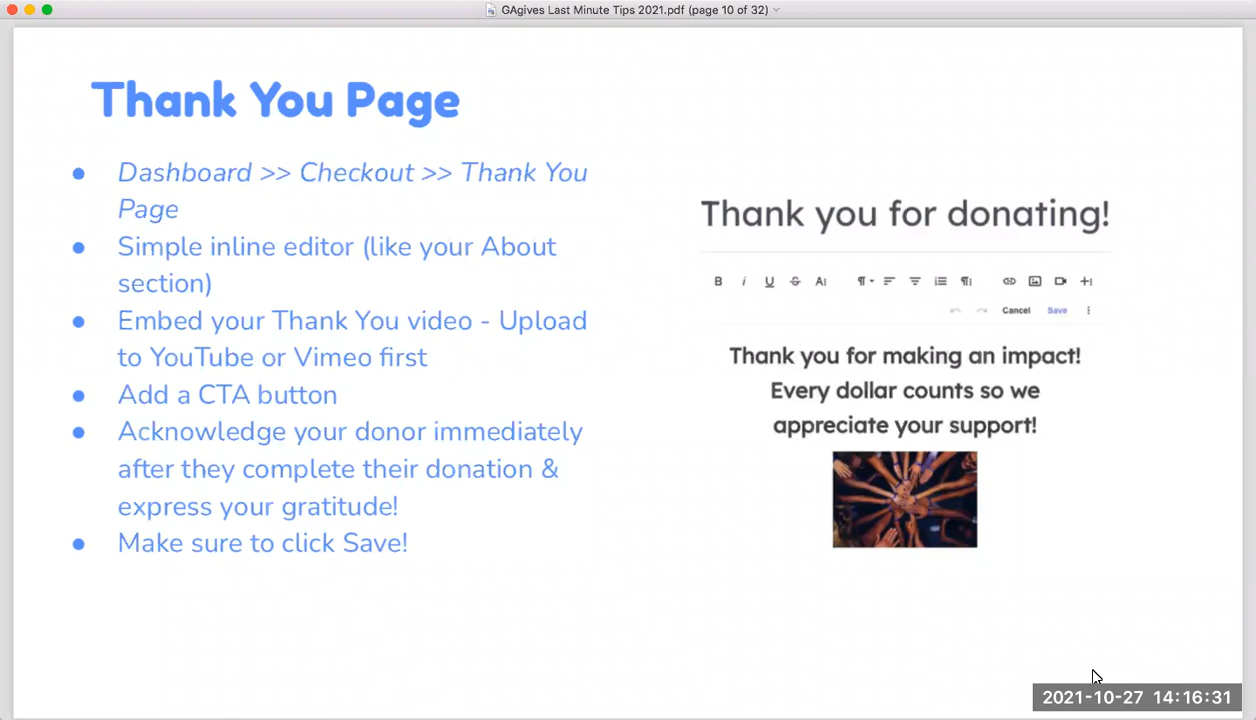 GAgives Last Minute Tips 2021.pdf (page 10 of 32)
Thank You Page
● Dashboard >> Checkout >> Thank You
Page
● Simple inline editor (like your About
section)
● Embed your Thank You video - Upload
to YouTube or Vimeo first
● Add a CTA button
● Acknowledge your donor immediately
after they complete their donation &
express your gratitude!
● Make sure to click Save!
Thank you for donating!
B i U S A
Cancel Save
Thank you for making an impact!
Every dollar counts so we
appreciate your support!
2021-10-27 14:16:31